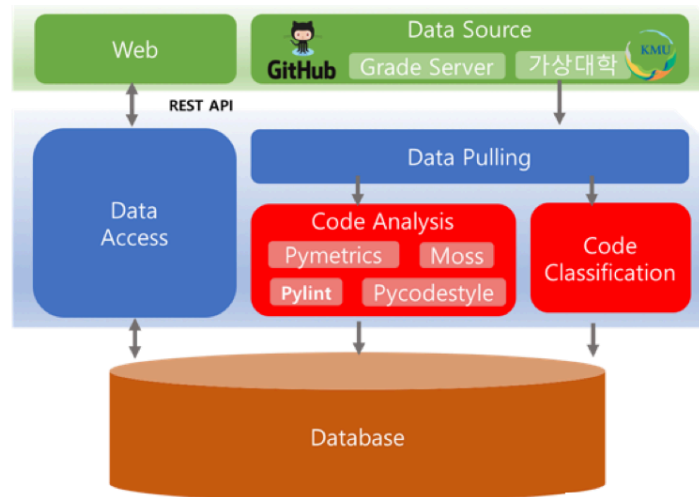 Web
Data Source
GitHub
Grade Server
가상대학
KMU
REST API
Data
Access
Data Pulling
Code Analysis
Pymetrics
Moss
Pylint
Pycodestyle
Code
Classification
Database